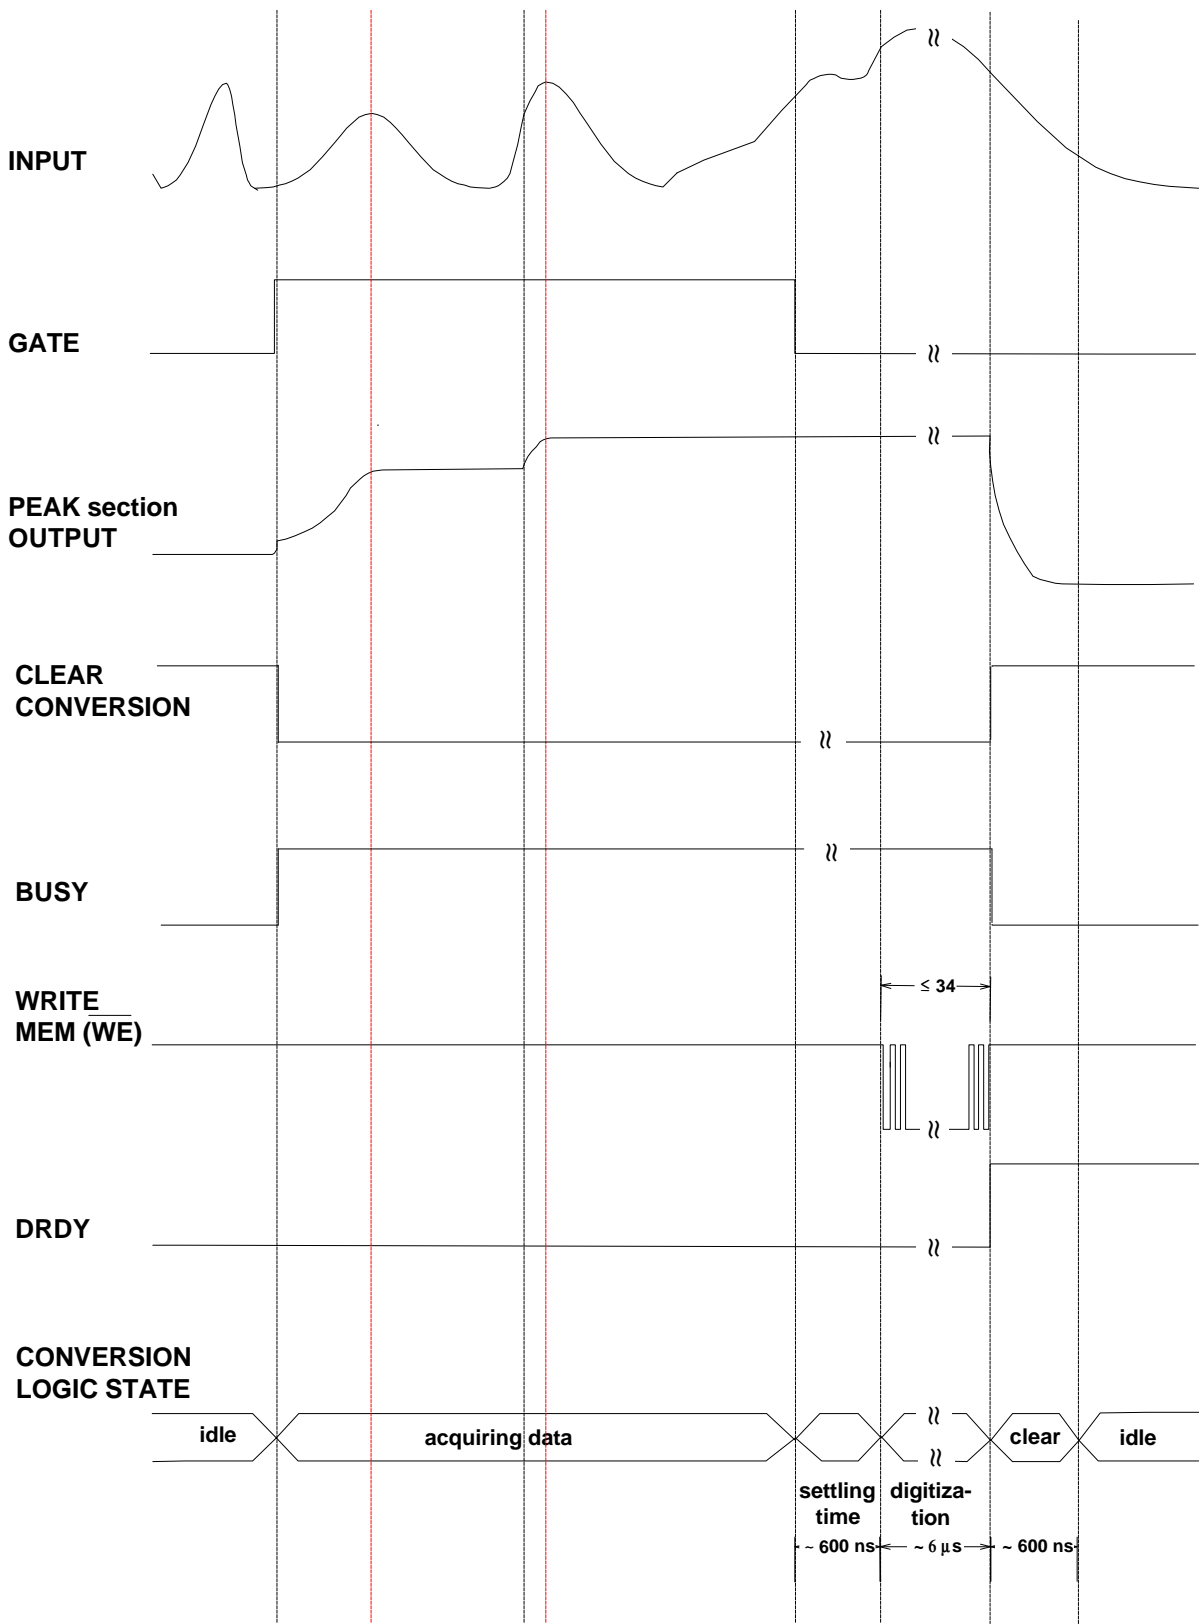 INPUT
GATE
PEAK section
OUTPUT
CLEAR
CONVERSION
BUSY
≤ 34
WRITE
MEM (W̅E̅)
DRDY
CONVERSION
LOGIC STATE
idle
acquiring data
clear
idle
settling
time
digitiza-
tion
~ 600 ns
~ 6 μs
~ 600 ns